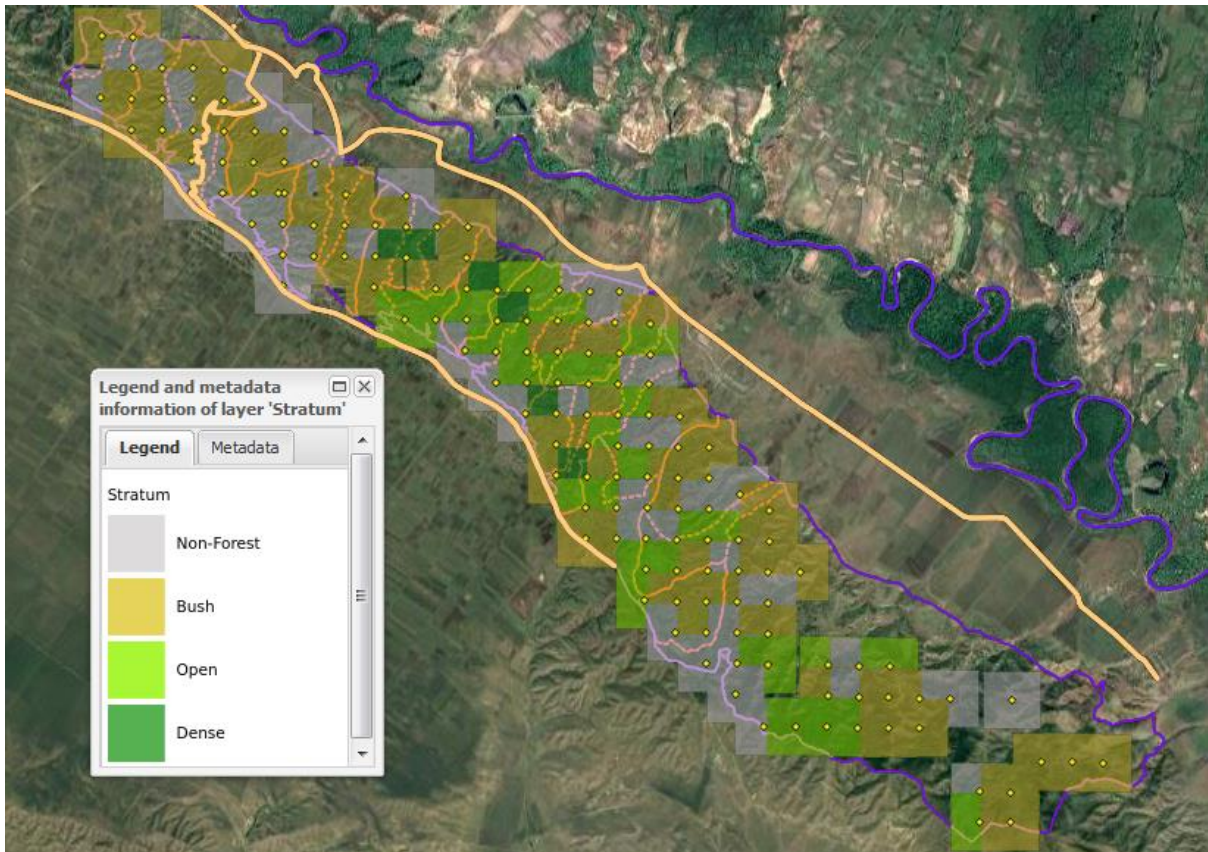 Legend and metadata
information of layer 'Stratum'
Legend
Metadata
Stratum
Non-Forest
Bush
Open
Dense